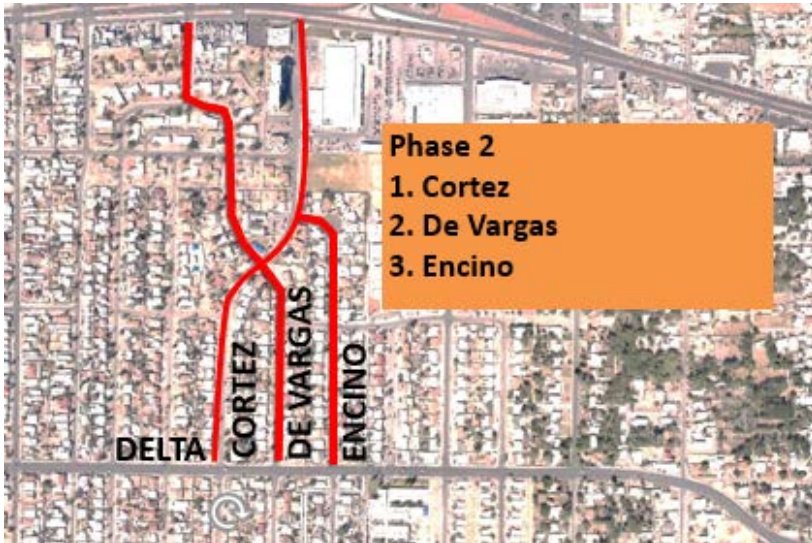 Phase 2
1. Cortez
2. De Vargas
3. Encino
DELTA
CORTEZ
DE VARGAS
ENCINO